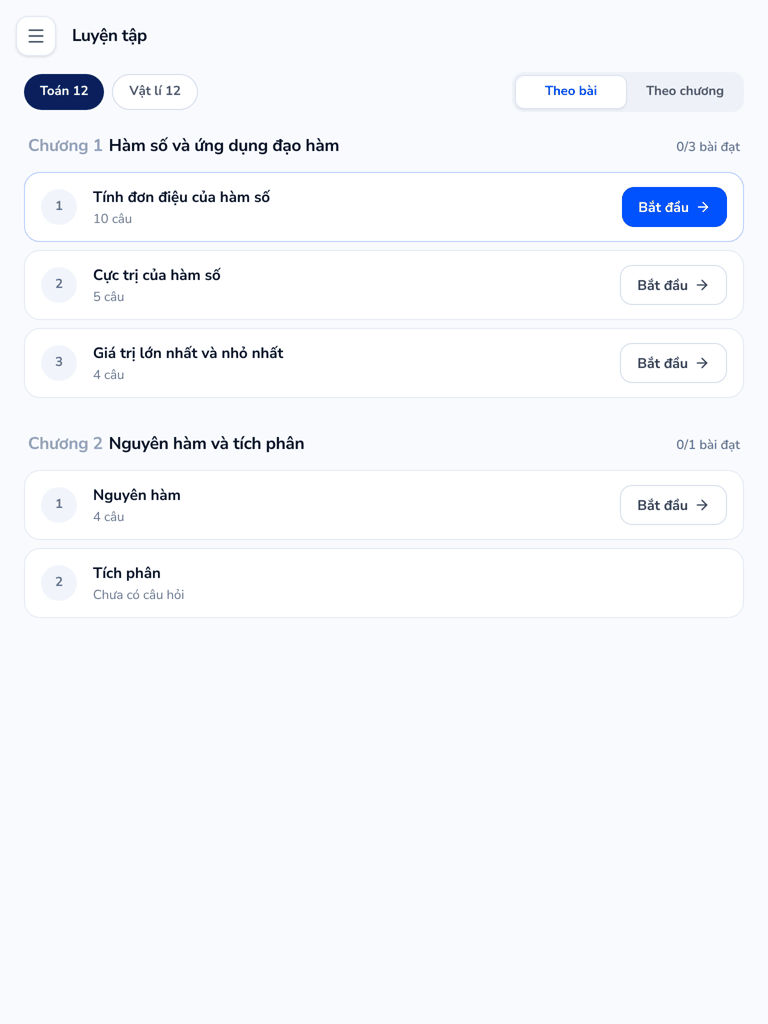 Luyện tập
Toán 12
Vật lí 12
Theo bài
Theo chương
Chương 1 Hàm số và ứng dụng đạo hàm
0/3 bài đạt
1
Tính đơn điệu của hàm số
10 câu
Bắt đầu →
2
Cực trị của hàm số
5 câu
Bắt đầu →
3
Giá trị lớn nhất và nhỏ nhất
4 câu
Bắt đầu →
Chương 2 Nguyên hàm và tích phân
0/1 bài đạt
1
Nguyên hàm
4 câu
Bắt đầu →
2
Tích phân
Chưa có câu hỏi